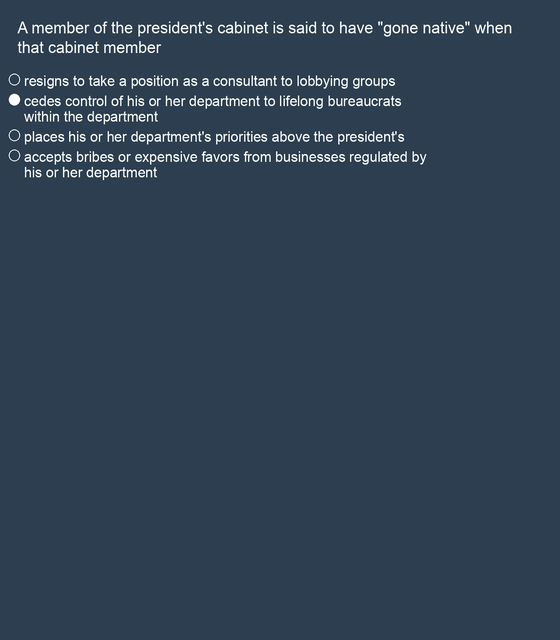 A member of the president's cabinet is said to have "gone native" when
that cabinet member
resigns to take a position as a consultant to lobbying groups
cedes control of his or her department to lifelong bureaucrats
within the department
places his or her department's priorities above the president's
accepts bribes or expensive favors from businesses regulated by
his or her department